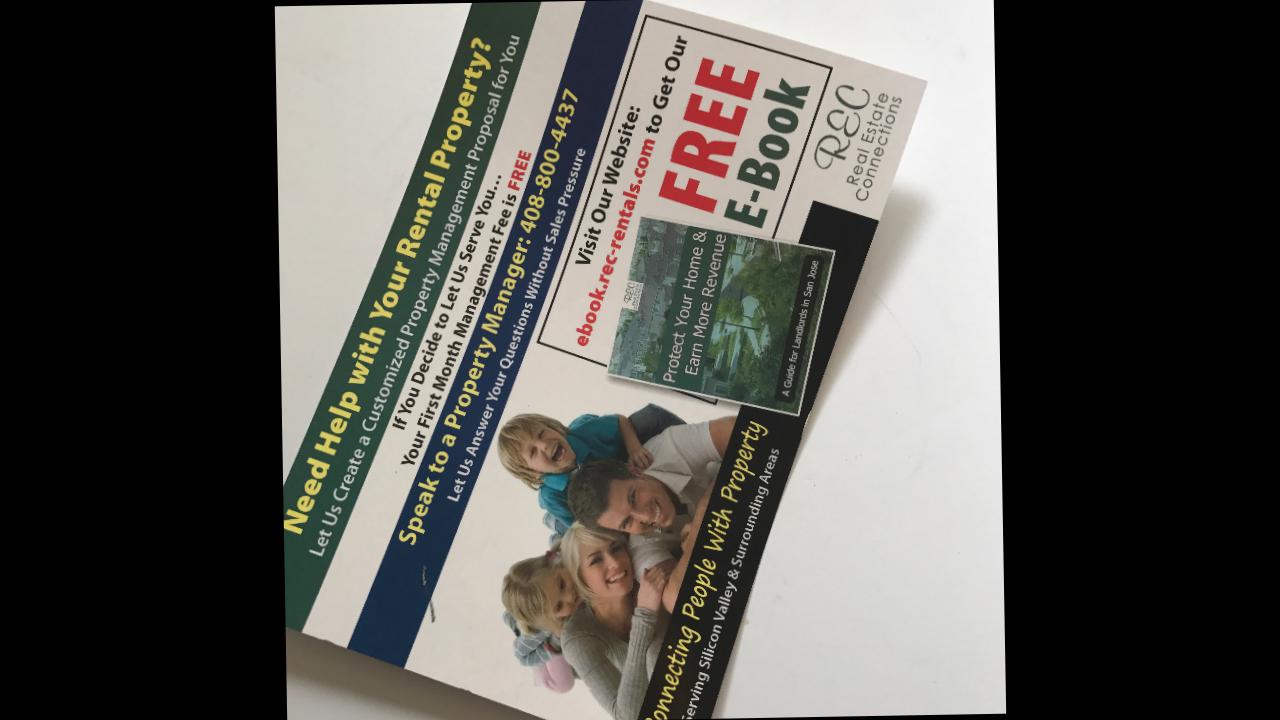 Need Help with Your Rental Property?
Let Us Create a Customized Property Management Proposal for You
If You Decide to Let Us Serve You...
Your First Month Management Fee is FREE
Speak to a Property Manager: 408-800-4437
Let Us Answer Your Questions Without Sales Pressure
Visit Our Website:
ebook.rec-rentals.com to Get Our
FREE
E-Book
REC
Protect Your Home &
Earn More Revenue
A Guide for Landlords in San Jose
REC
Real Estate
Connections
onnecting People With Property
erving Silicon Valley & Surrounding Areas